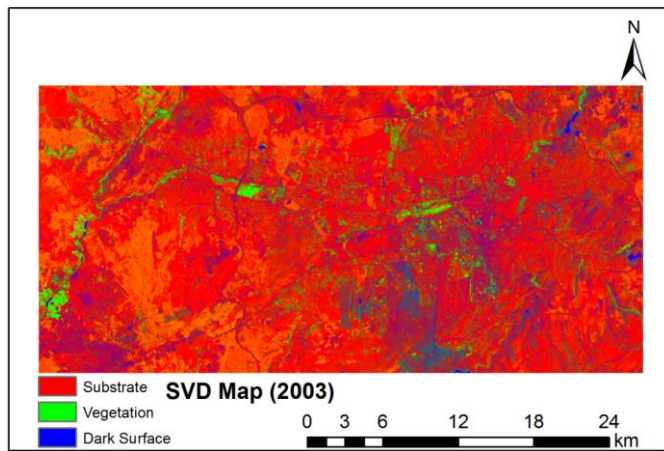 N
Substrate
SVD Map (2003)
Vegetation
Dark Surface
0 3 6 12 18 24
km